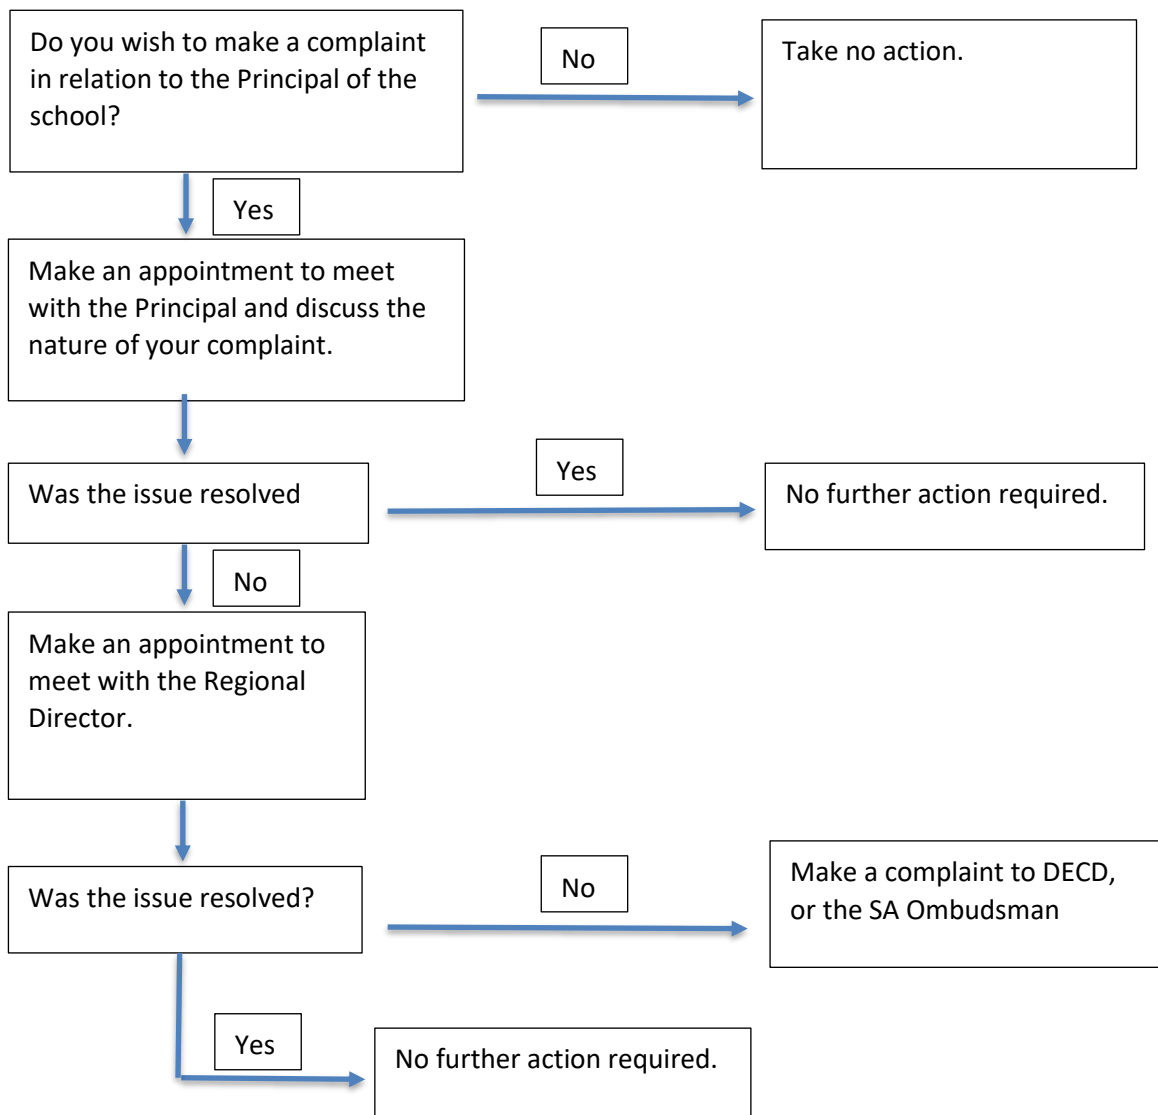 Do you wish to make a complaint
in relation to the Principal of the
school?
No
Take no action.
Yes
Make an appointment to meet
with the Principal and discuss the
nature of your complaint.
Was the issue resolved
Yes
No further action required.
No
Make an appointment to
meet with the Regional
Director.
Was the issue resolved?
No
Make a complaint to DECD,
or the SA Ombudsman
Yes
No further action required.